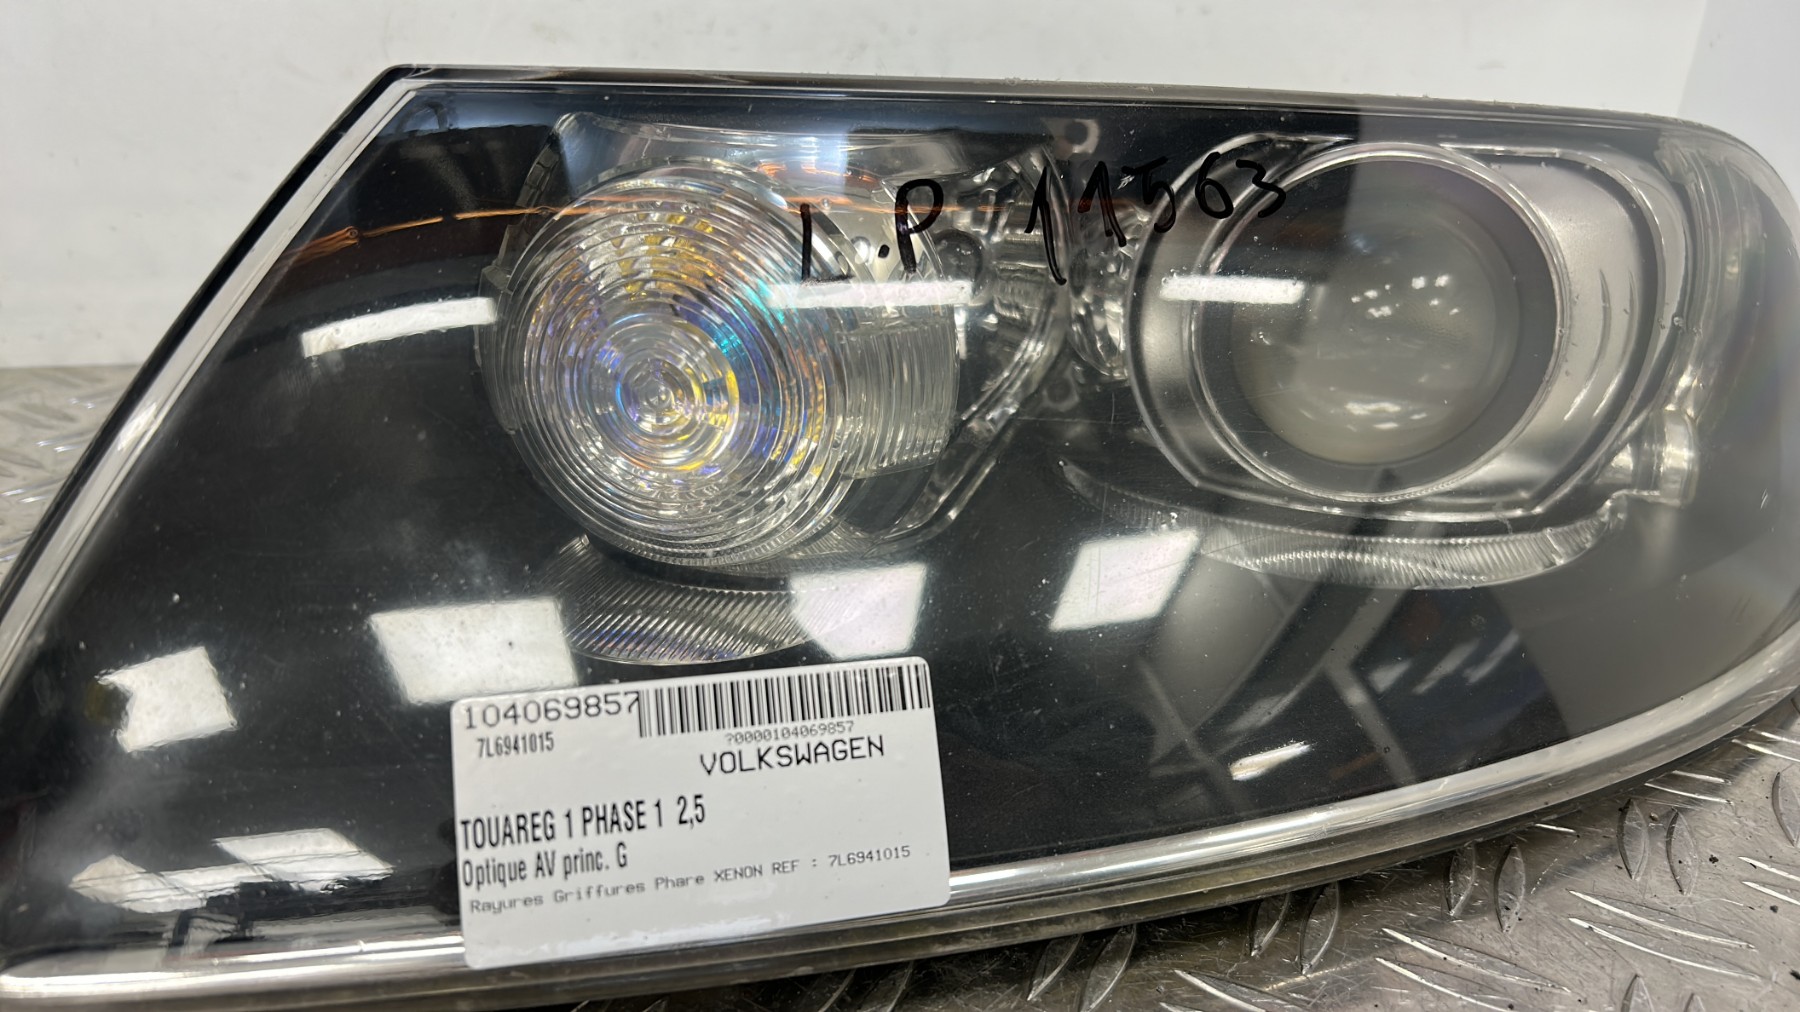 L.P 11563
104069857
7L6941015
?0000104069857
VOLKSWAGEN
TOUAREG 1 PHASE 1 2,5
Optique AV princ. G
Rayures Griffures Phare XENON REF : 7L6941015